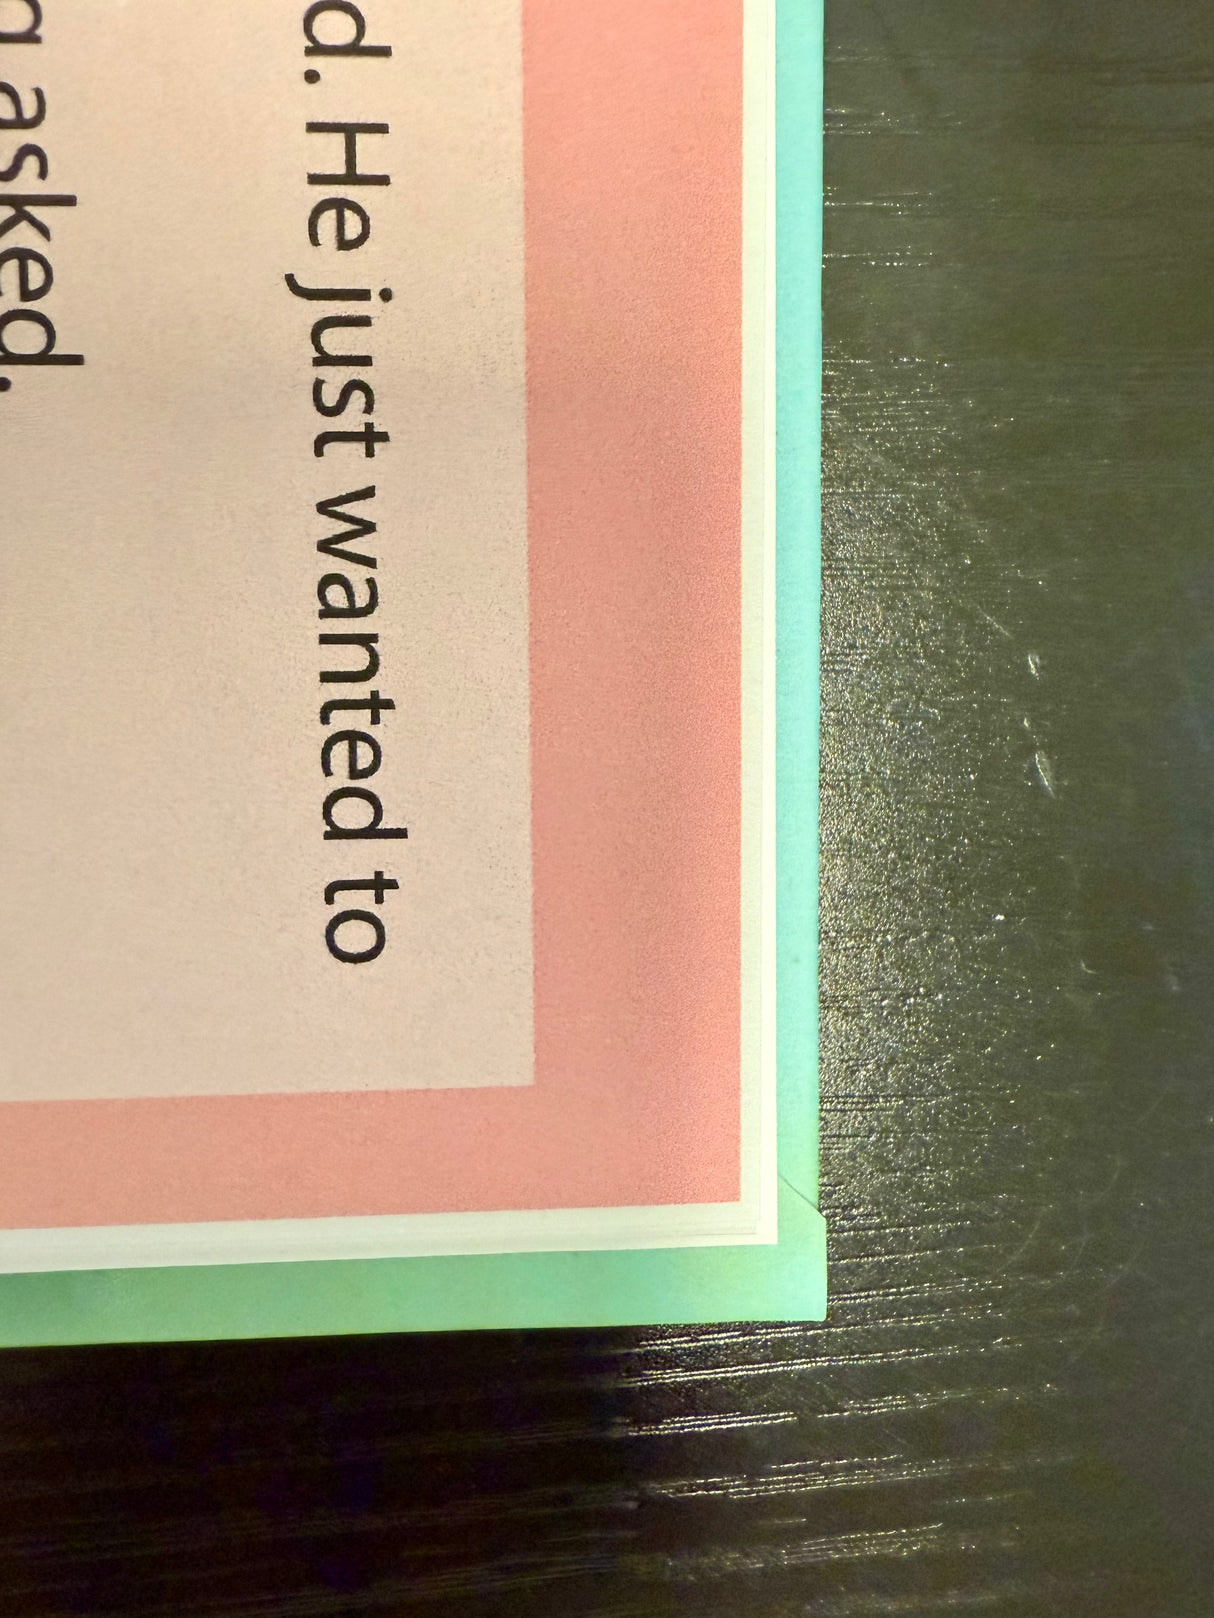 d. He just wanted to
asked.